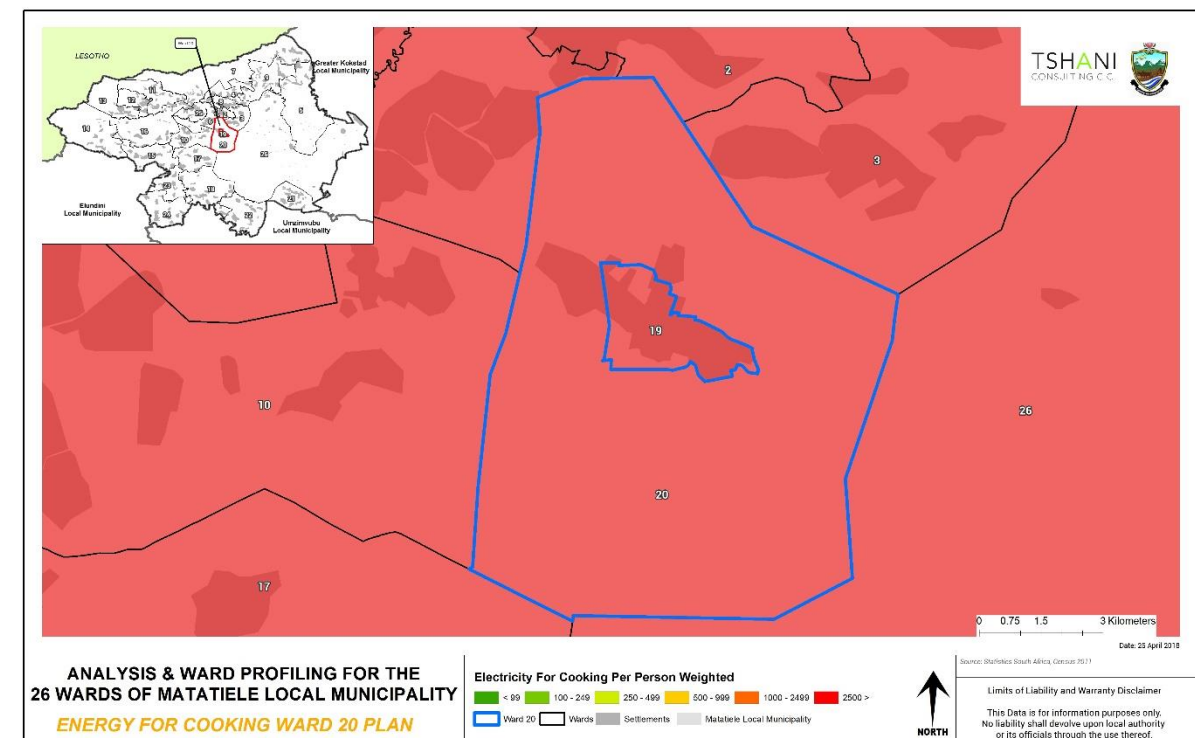 LESOTHO
Greater Kokstad
Local Municipality
Elundini
Local Municipality
Umzimvubu
Local Municipality
TSHANI
CONSULTING C.C.
2
3
19
10
26
20
17
0 0.75 1.5 3 Kilometers
Date: 25 April 2018
ANALYSIS & WARD PROFILING FOR THE
26 WARDS OF MATATIELE LOCAL MUNICIPALITY
ENERGY FOR COOKING WARD 20 PLAN
Electricity For Cooking Per Person Weighted
< 99 100 - 249 250 - 499 500 - 999 1000 - 2499 2500 >
Ward 20 Wards Settlements Matatiele Local Municipality
NORTH
Source: Statistics South Africa, Census 2011
Limits of Liability and Warranty Disclaimer
This Data is for information purposes only.
No liability shall devolve upon local authority
or its officials through the use thereof.